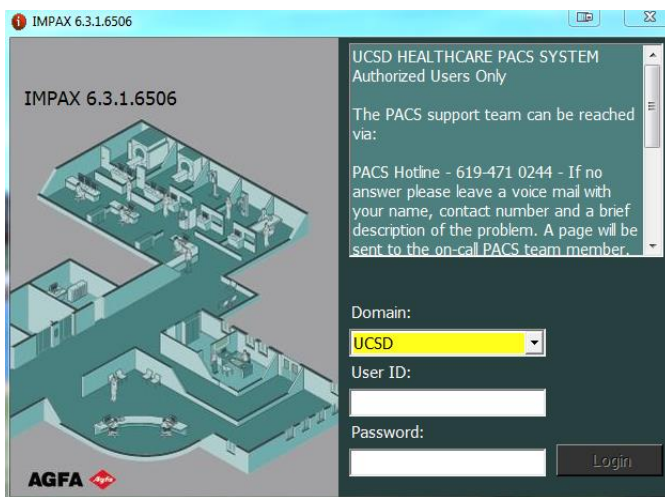 IMPAX 6.3.1.6506
IMPAX 6.3.1.6506
AGFA
UCSD HEALTHCARE PACS SYSTEM
Authorized Users Only
The PACS support team can be reached
via:
PACS Hotline - 619-471 0244 - If no
answer please leave a voice mail with
your name, contact number and a brief
description of the problem. A page will be
sent to the on-call PACS team member.
Domain:
UCSD
User ID:
Password:
Login